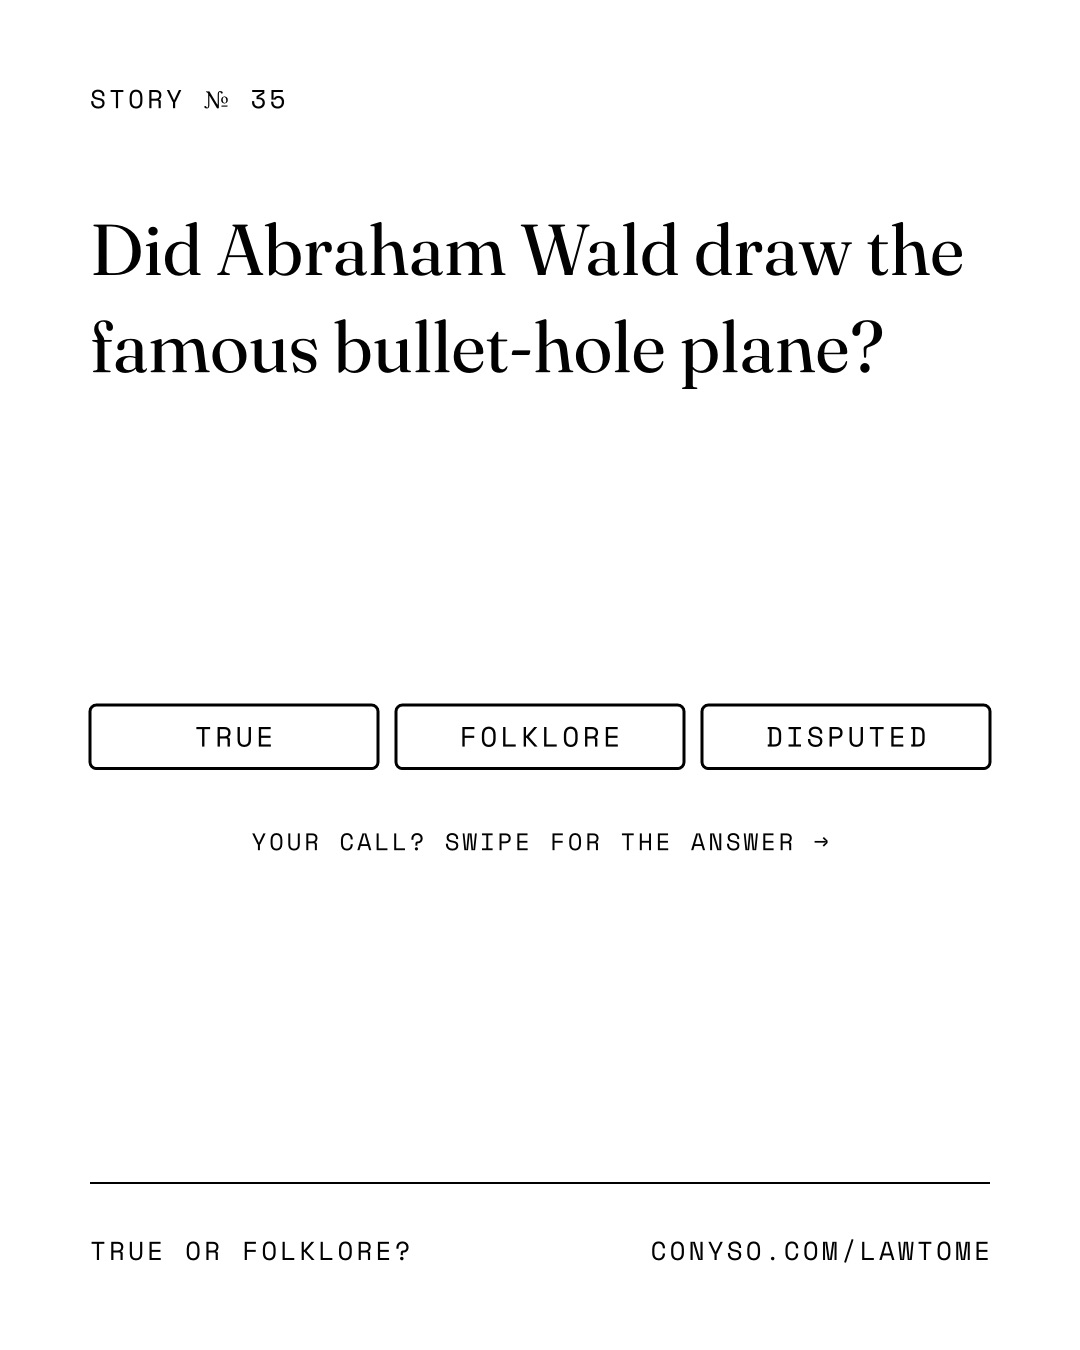 STORY № 35
Did Abraham Wald draw the
famous bullet-hole plane?
TRUE
FOLKLORE
DISPUTED
YOUR CALL? SWIPE FOR THE ANSWER →
TRUE OR FOLKLORE?
CONYSO.COM/LAWTOME